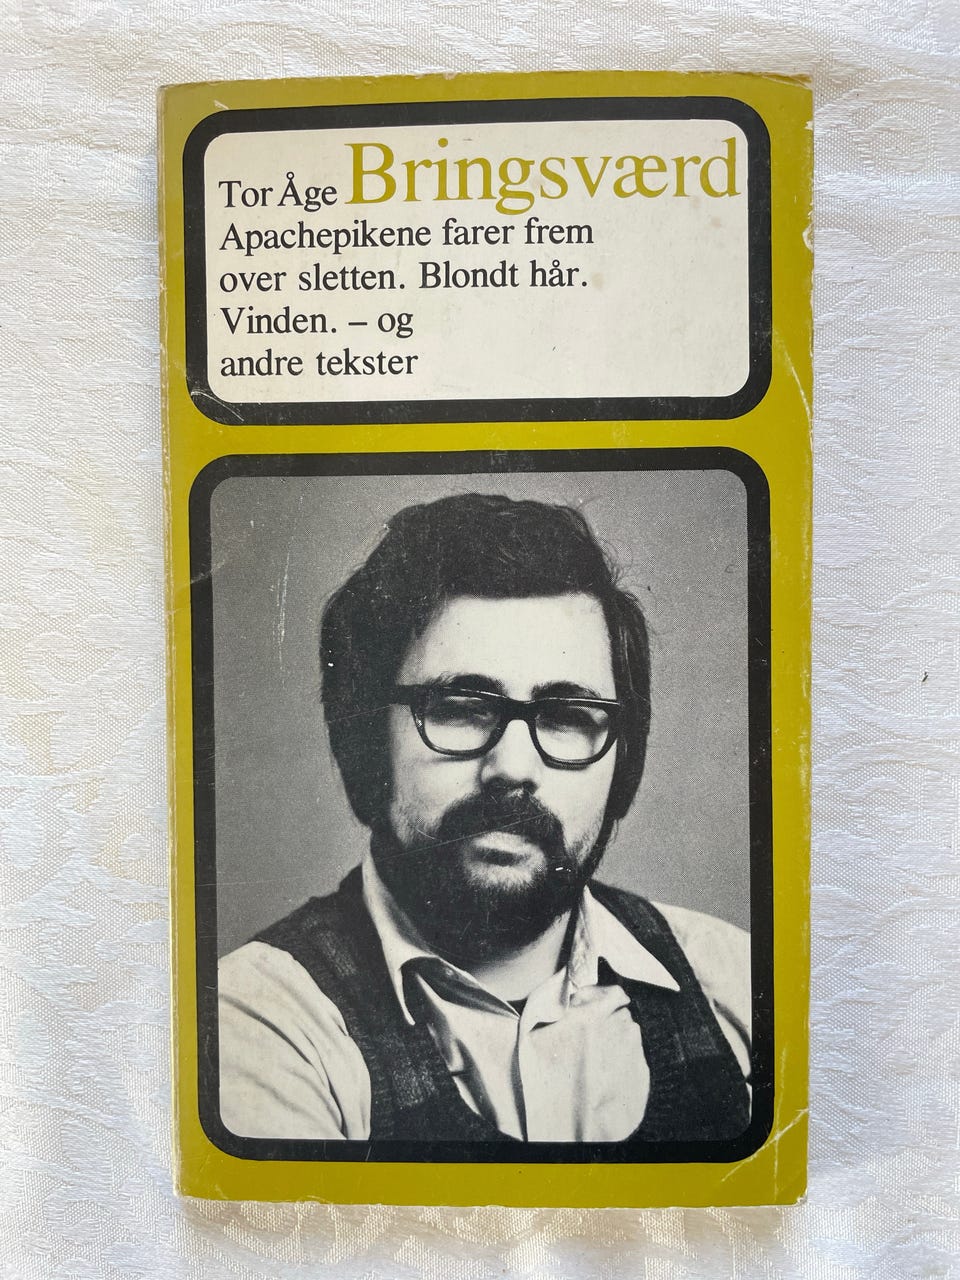 Tor Åge Bringsværd
Apachepikene farer frem
over sletten. Blondt hår.
Vinden. – og
andre tekster